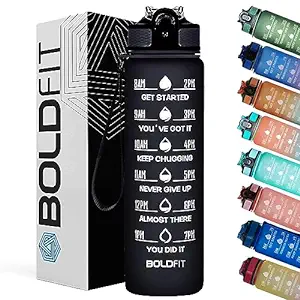 BOLDFIT
8AM 2PM
GET STARTED
9AM 3PM
YOU'VE GOT IT
10AM 4PM
KEEP CHUGGING
11AM 5PM
NEVER GIVE UP
12PM 6PM
ALMOST THERE
1PM 7PM
YOU DID IT
BOLDFIT